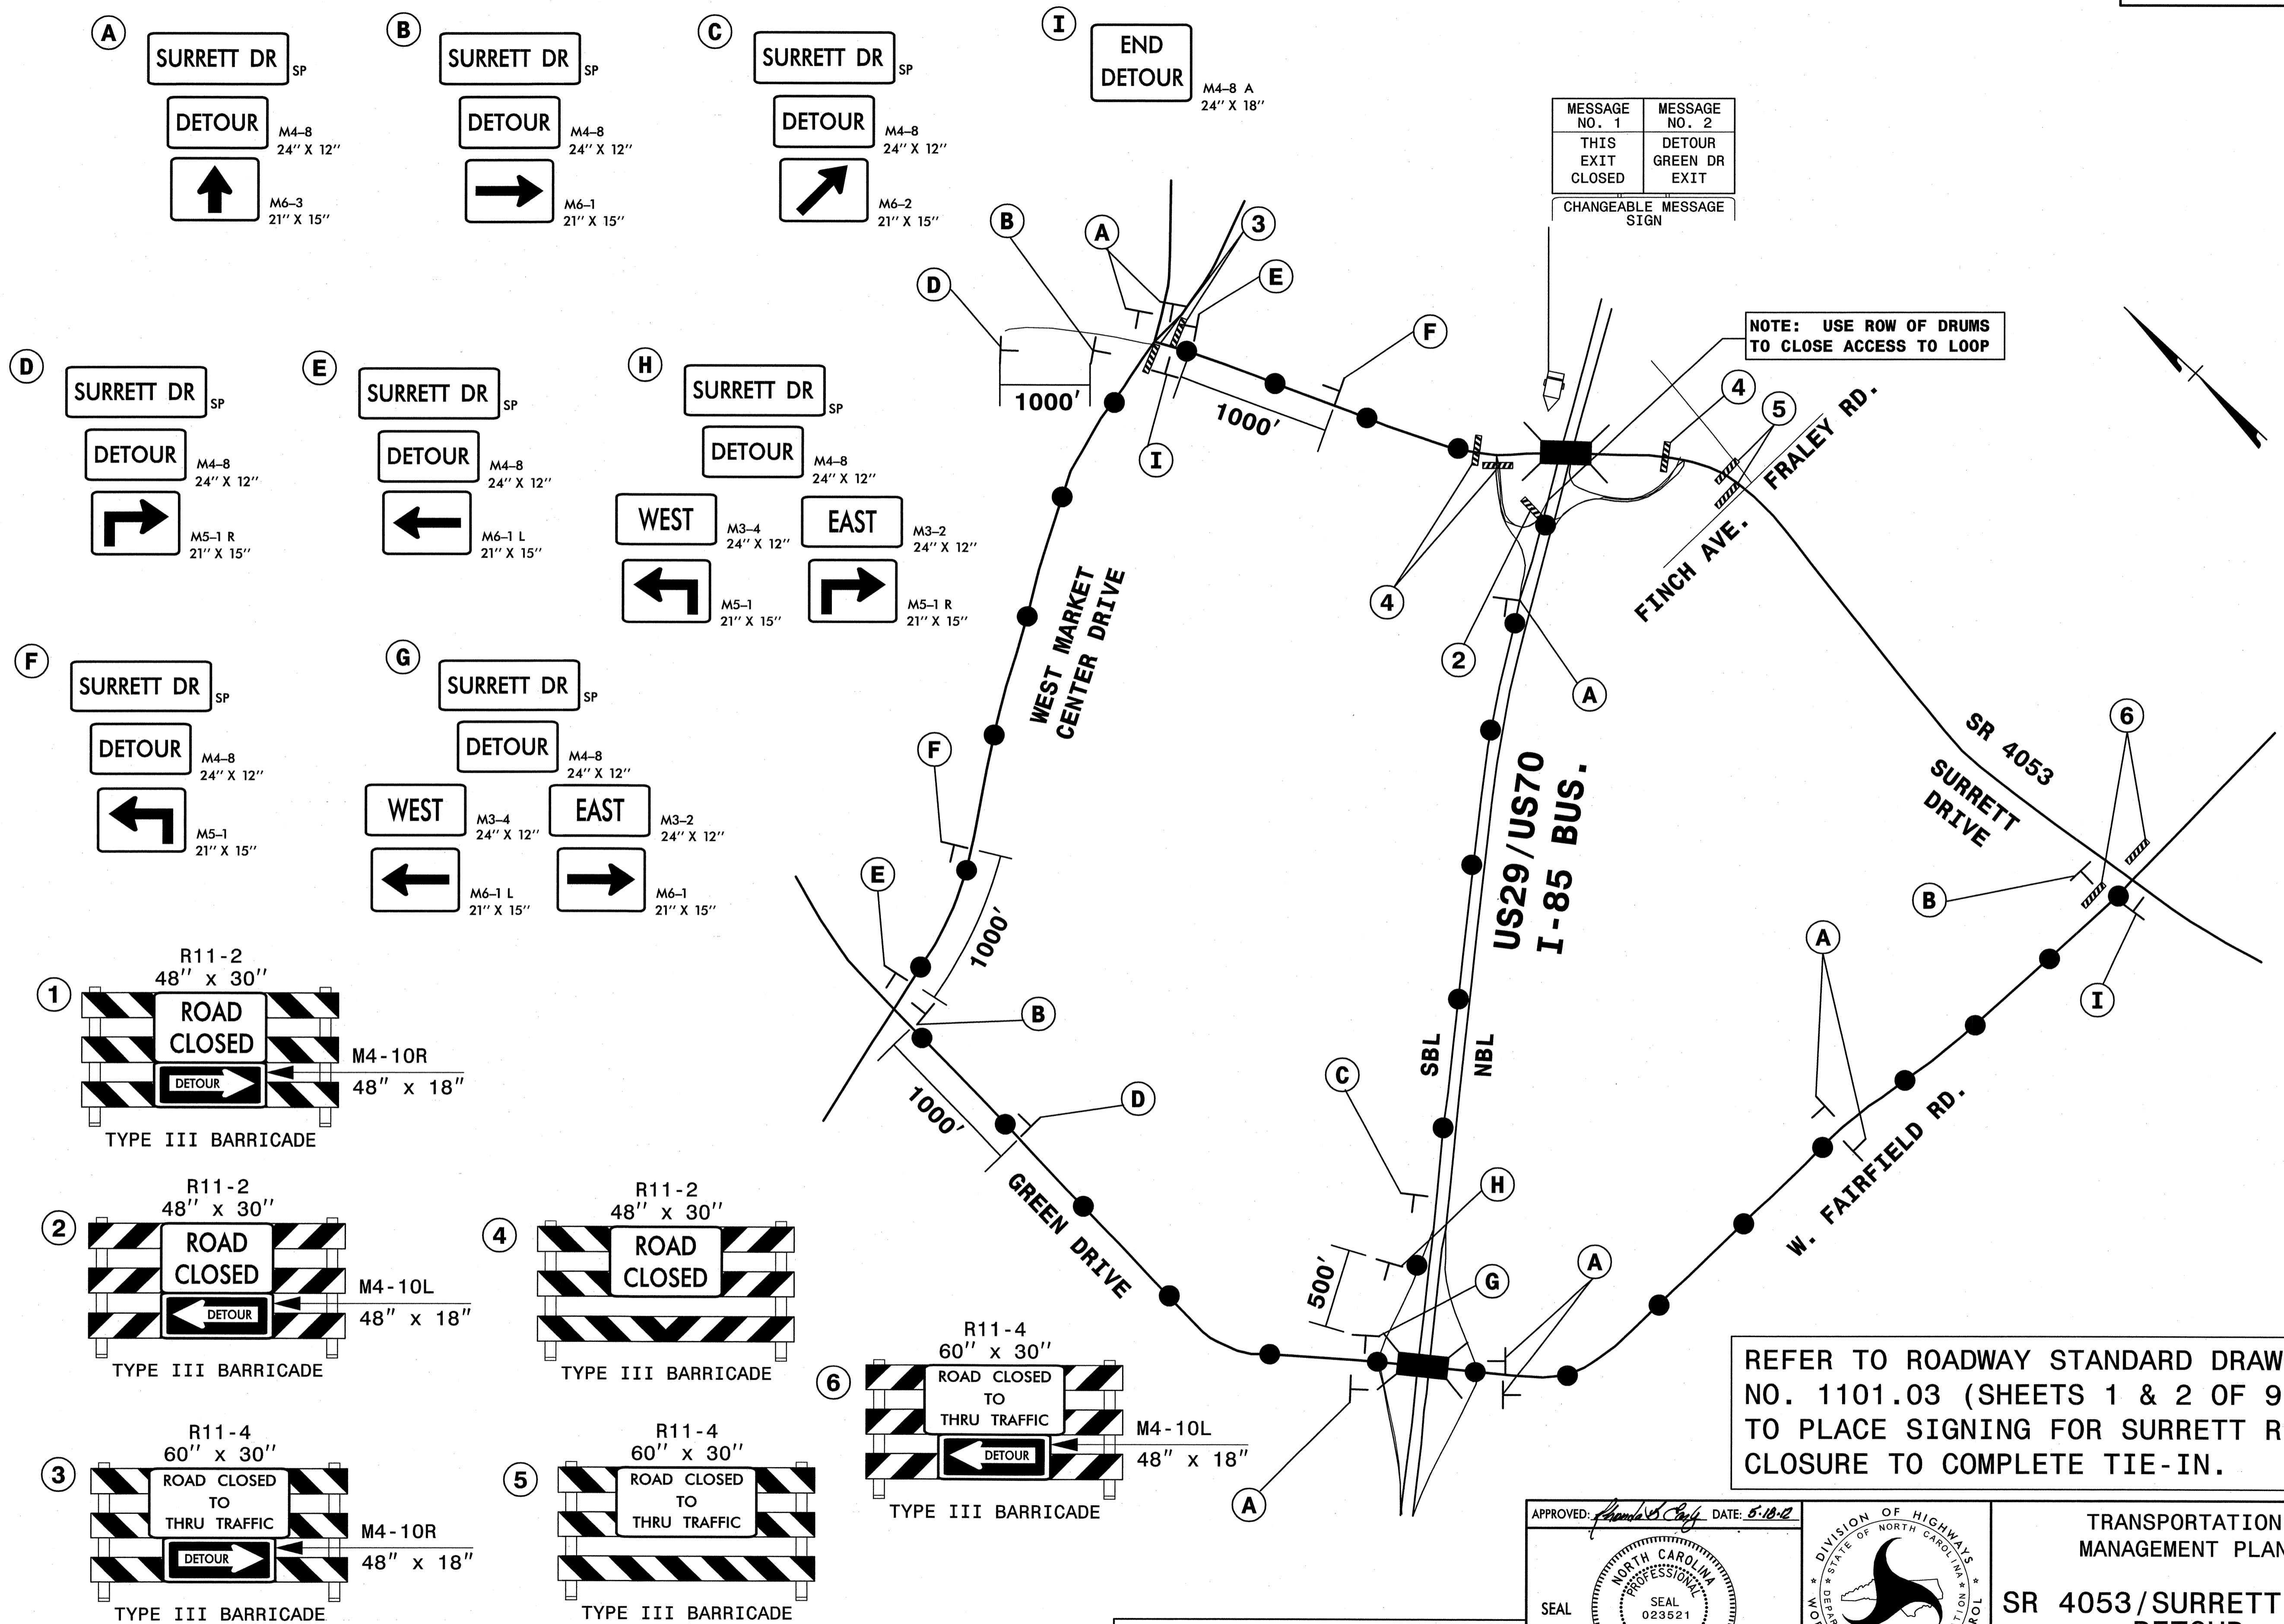 A
SURRETT DR SP
DETOUR
M4-8
24" X 12"
M6-3
21" X 15"
B
SURRETT DR SP
DETOUR
M4-8
24" X 12"
M6-1
21" X 15"
C
SURRETT DR SP
DETOUR
M4-8
24" X 12"
M6-2
21" X 15"
I
END
DETOUR
M4-8 A
24" X 18"
MESSAGE NO. 1
MESSAGE NO. 2
THIS EXIT CLOSED
DETOUR GREEN DR EXIT
CHANGEABLE MESSAGE
SIGN
D
SURRETT DR SP
DETOUR
M4-8
24" X 12"
M5-1 R
21" X 15"
E
SURRETT DR SP
DETOUR
M4-8
24" X 12"
M6-1 L
21" X 15"
H
SURRETT DR SP
DETOUR
M4-8
24" X 12"
WEST
M3-4
24" X 12"
EAST
M3-2
24" X 12"
M5-1
21" X 15"
M5-1 R
21" X 15"
F
SURRETT DR SP
DETOUR
M4-8
24" X 12"
M5-1
21" X 15"
G
SURRETT DR SP
DETOUR
M4-8
24" X 12"
WEST
M3-4
24" X 12"
EAST
M3-2
24" X 12"
M6-1 L
21" X 15"
M6-1
21" X 15"
1
R11-2
48" x 30"
ROAD
CLOSED
DETOUR
M4-10R
48" x 18"
TYPE III BARRICADE
2
R11-2
48" x 30"
ROAD
CLOSED
DETOUR
M4-10L
48" x 18"
TYPE III BARRICADE
3
R11-4
60" x 30"
ROAD CLOSED
TO
THRU TRAFFIC
DETOUR
M4-10R
48" x 18"
TYPE III BARRICADE
4
R11-2
48" x 30"
ROAD
CLOSED
TYPE III BARRICADE
5
R11-4
60" x 30"
ROAD CLOSED
TO
THRU TRAFFIC
TYPE III BARRICADE
6
R11-4
60" x 30"
ROAD CLOSED
TO
THRU TRAFFIC
DETOUR
M4-10L
48" x 18"
TYPE III BARRICADE
D
B
A
3
E
F
1000'
1000'
I
NOTE: USE ROW OF DRUMS
TO CLOSE ACCESS TO LOOP
4
5
FRALEY RD.
FINCH AVE.
4
2
A
WEST MARKET
CENTER DRIVE
F
E
1000'
B
1000'
D
GREEN DRIVE
US29/US70
I-85 BUS.
SBL
NBL
SR 4053
SURRETT
DRIVE
6
B
A
I
W. FAIRFIELD RD.
C
H
500'
G
A
A
REFER TO ROADWAY STANDARD DRAW
NO. 1101.03 (SHEETS 1 & 2 OF 9
TO PLACE SIGNING FOR SURRETT R
CLOSURE TO COMPLETE TIE-IN.
APPROVED: DATE: 5-18-12
SEAL
NORTH CAROLINA
PROFESSIONAL
SEAL
023521
DIVISION OF HIGHWAYS
STATE OF NORTH CAROLINA
TRANSPORTATION
MANAGEMENT PLAN
SR 4053/SURRETT